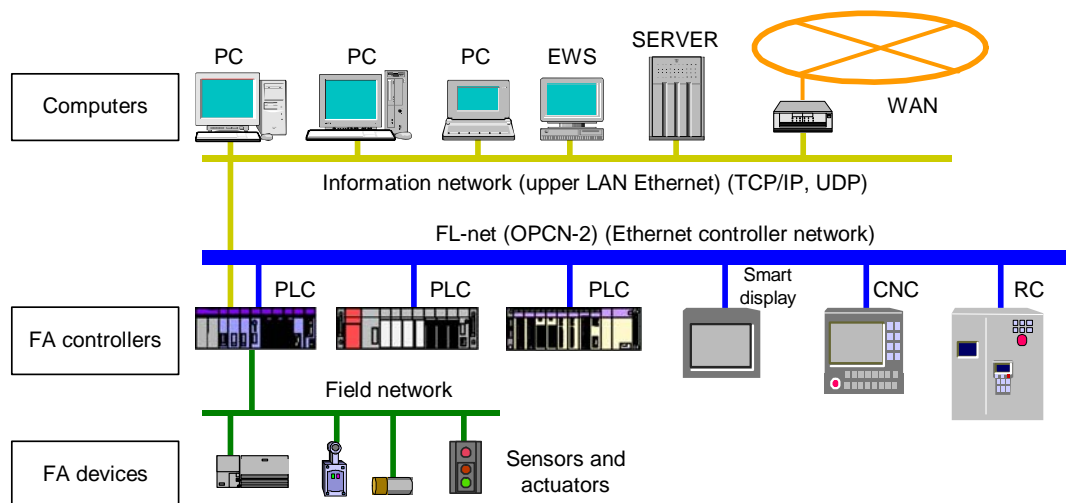 PC
PC
PC
EWS
SERVER
WAN
Computers
Information network (upper LAN Ethernet) (TCP/IP, UDP)
FL-net (OPCN-2) (Ethernet controller network)
PLC
PLC
PLC
Smart
display
CNC
RC
FA controllers
Field network
FA devices
Sensors and
actuators